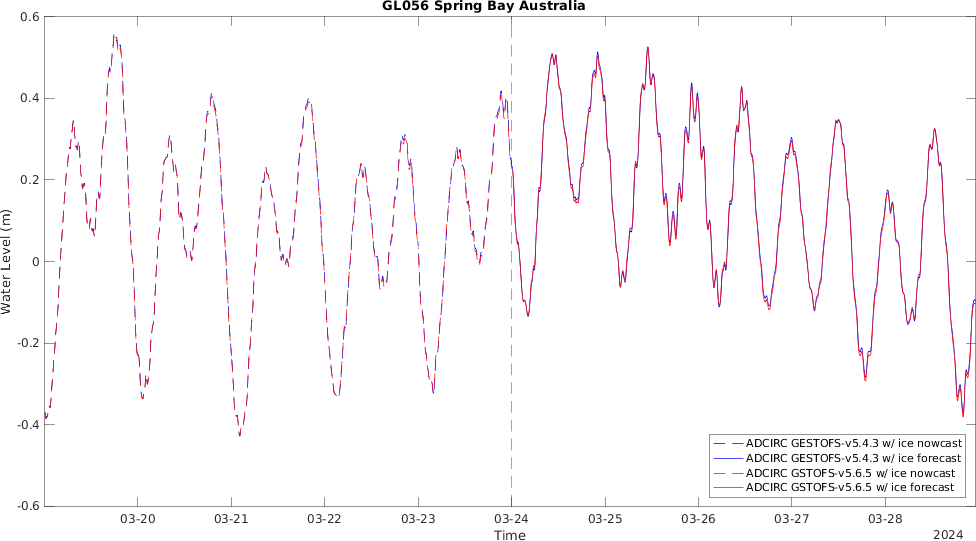 GL056 Spring Bay Australia
0.6
0.4
0.2
0
-0.2
-0.4
-0.6
Water Level (m)
03-20 03-21 03-22 03-23 03-24 03-25 03-26 03-27 03-28
Time
2024
ADCIRC GESTOFS-v5.4.3 w/ ice nowcast
ADCIRC GESTOFS-v5.4.3 w/ ice forecast
ADCIRC GSTOFS-v5.6.5 w/ ice nowcast
ADCIRC GSTOFS-v5.6.5 w/ ice forecast